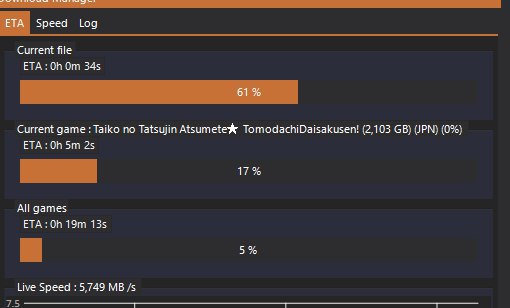 Download Manager
ETA Speed Log
Current file
ETA : 0h 0m 34s
61 %
Current game : Taiko no Tatsujin Atsumete★ TomodachiDaisakusen! (2,103 GB) (JPN) (0%)
ETA : 0h 5m 2s
17 %
All games
ETA : 0h 19m 13s
5 %
Live Speed : 5,749 MB /s
7.5